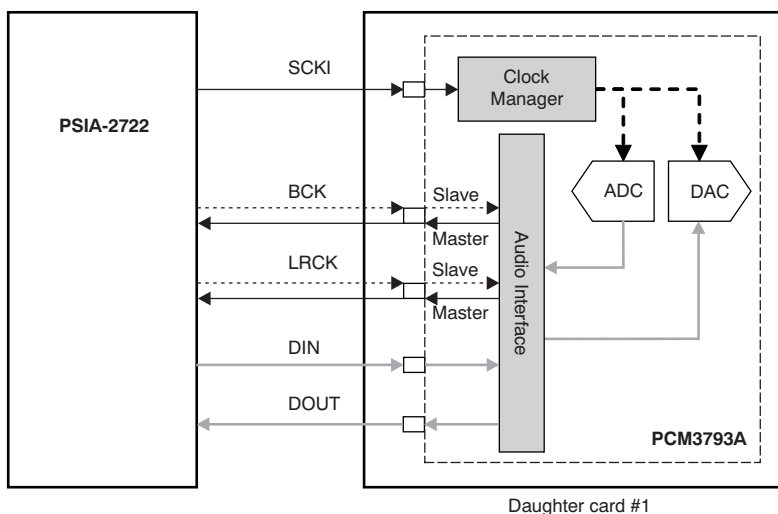 SCKI
Clock
Manager
PSIA-2722
ADC
DAC
BCK
Slave
Master
LRCK
Slave
Master
Audio Interface
DIN
DOUT
PCM3793A
Daughter card #1